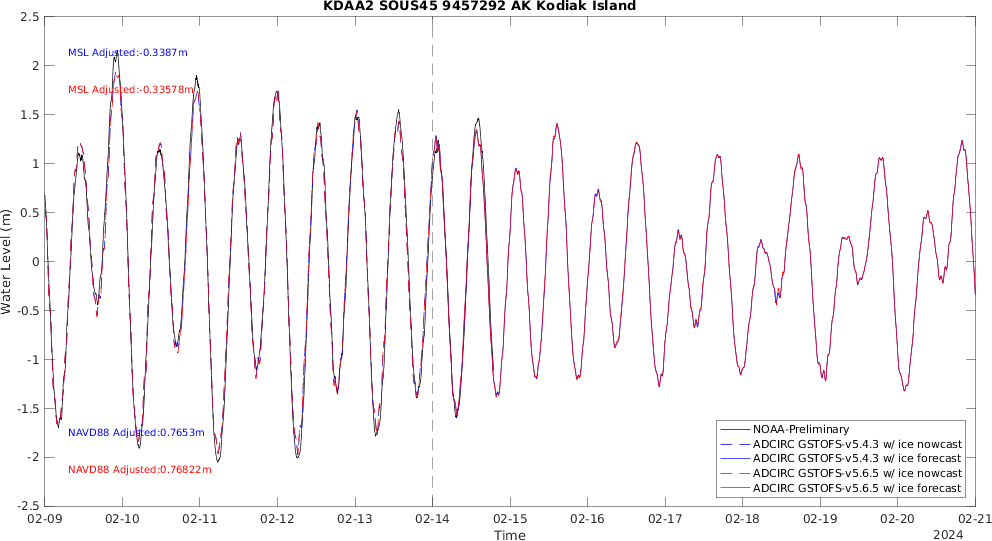 KDAA2 SOUS45 9457292 AK Kodiak Island
2.5
2
1.5
1
0.5
0
-0.5
-1
-1.5
-2
-2.5
Water Level (m)
MSL Adjusted:-0.3387m
MSL Adjusted:-0.33578m
NAVD88 Adjusted:0.7653m
NAVD88 Adjusted:0.76822m
NOAA-Preliminary
ADCIRC GSTOFS-v5.4.3 w/ ice nowcast
ADCIRC GSTOFS-v5.4.3 w/ ice forecast
ADCIRC GSTOFS-v5.6.5 w/ ice nowcast
ADCIRC GSTOFS-v5.6.5 w/ ice forecast
02-09 02-10 02-11 02-12 02-13 02-14 02-15 02-16 02-17 02-18 02-19 02-20 02-21
Time
2024